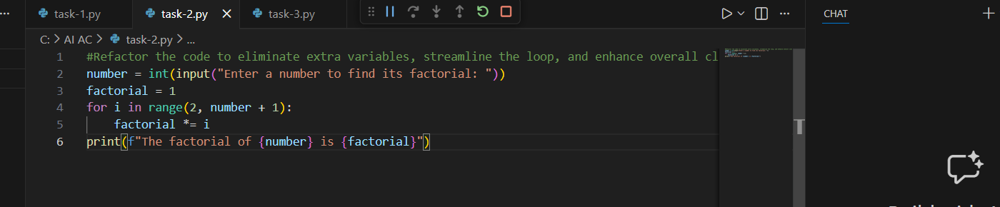 task-1.py
task-2.py
task-3.py
CHAT
C: > AI AC > task-2.py > ...
1 #Refactor the code to eliminate extra variables, streamline the loop, and enhance overall cl
2 number = int(input("Enter a number to find its factorial: "))
3 factorial = 1
4 for i in range(2, number + 1):
5     factorial *= i
6 print(f"The factorial of {number} is {factorial}")